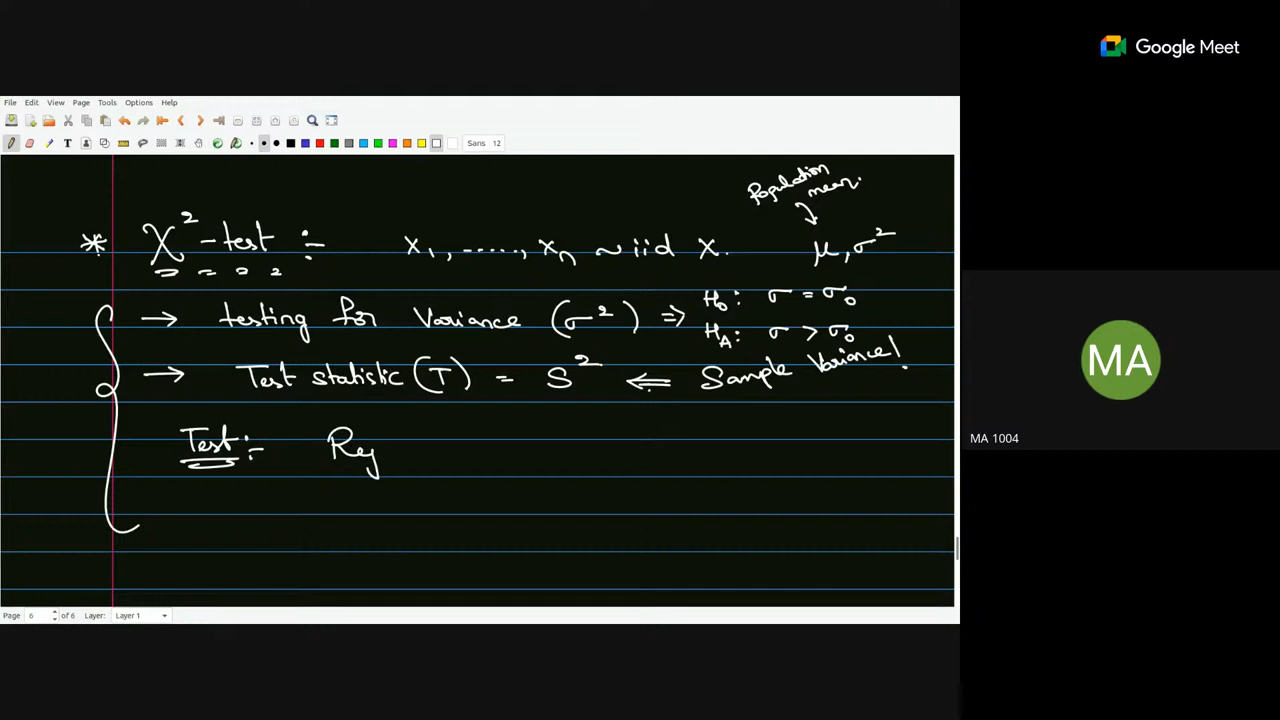 Google Meet
File Edit View Page Tools Options Help
Sans 12
Population
mean.
* χ² - test :- X₁, ......, Xₙ ~ iid X. μ, σ²
→ testing for Variance (σ²) ⇒ H₀: σ = σ₀
H_A: σ > σ₀
→ Test statistic (T) = S² ⇐ Sample Variance!
Test:- Rej
MA
MA 1004
Page 6 of 6 Layer: Layer 1